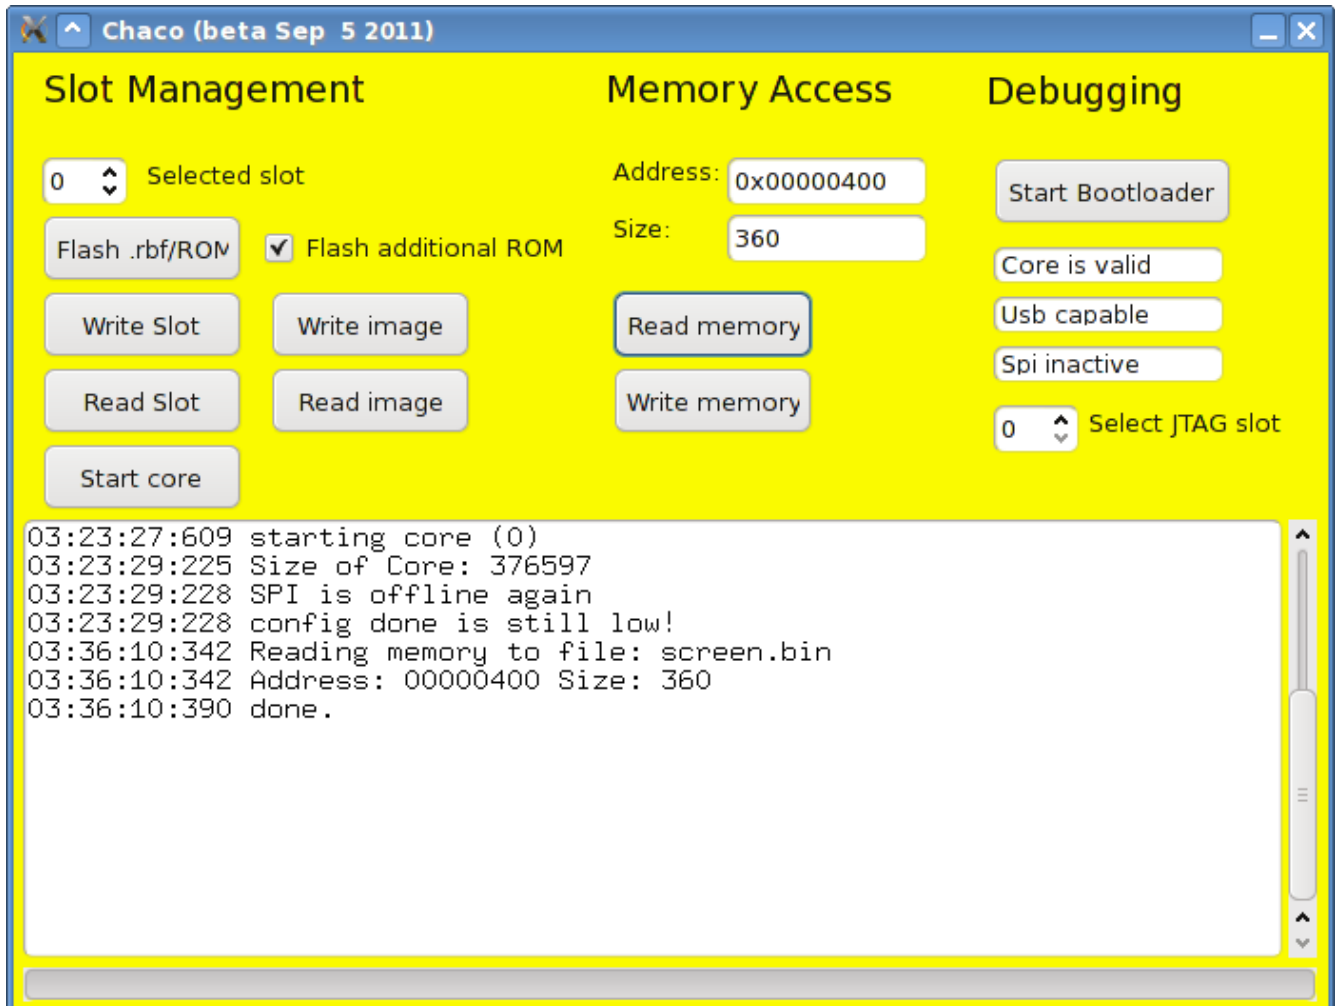 Chaco (beta Sep  5 2011)
Slot Management
Memory Access
Debugging
0
Selected slot
Address:
0x00000400
Start Bootloader
Flash .rbf/ROM
Flash additional ROM
Size:
360
Core is valid
Write Slot
Write image
Read memory
Usb capable
Spi inactive
Read Slot
Read image
Write memory
0
Select JTAG slot
Start core
03:23:27:609 starting core (0)
03:23:29:225 Size of Core: 376597
03:23:29:228 SPI is offline again
03:23:29:228 config done is still low!
03:36:10:342 Reading memory to file: screen.bin
03:36:10:342 Address: 00000400 Size: 360
03:36:10:390 done.